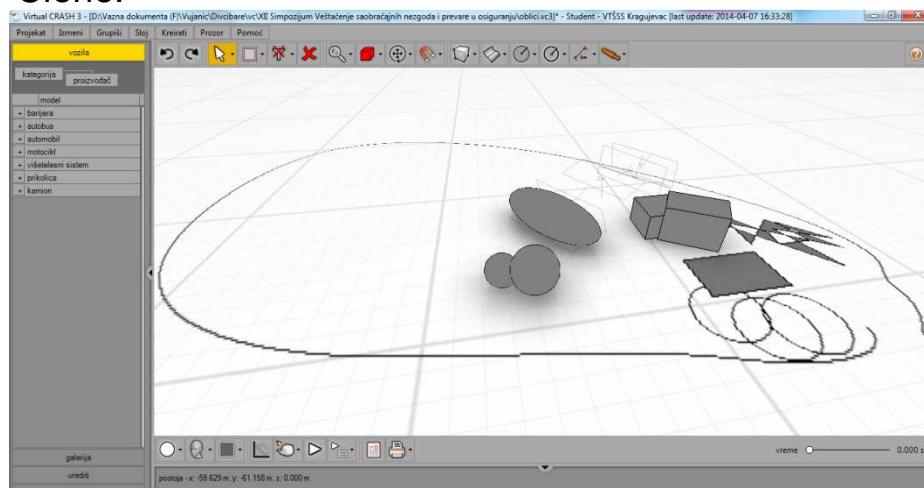 Virtual CRASH 3 - [D:\Vazna dokumenta (F)\Vujanic\Divcibare\vc\XII Simpozijum Veštačenje saobraćajnih nezgoda i prevare u osiguranju\oblici.vc3]* - Student - VTŠSS Kragujevac [last update: 2014-04-07 16:33:28]
Projekat Izmeni Grupiši Sloj Kreirati Prozor Pomoć
vozila
kategorija
proizvođač
model
+ barijera
+ autobus
+ automobil
+ motocikl
+ višetelesni sistem
+ prikolica
+ kamion
galerija
vreme 0.000 s
urediti
pozicija - x: -59.629 m, y: -61.158 m, z: 0.000 m